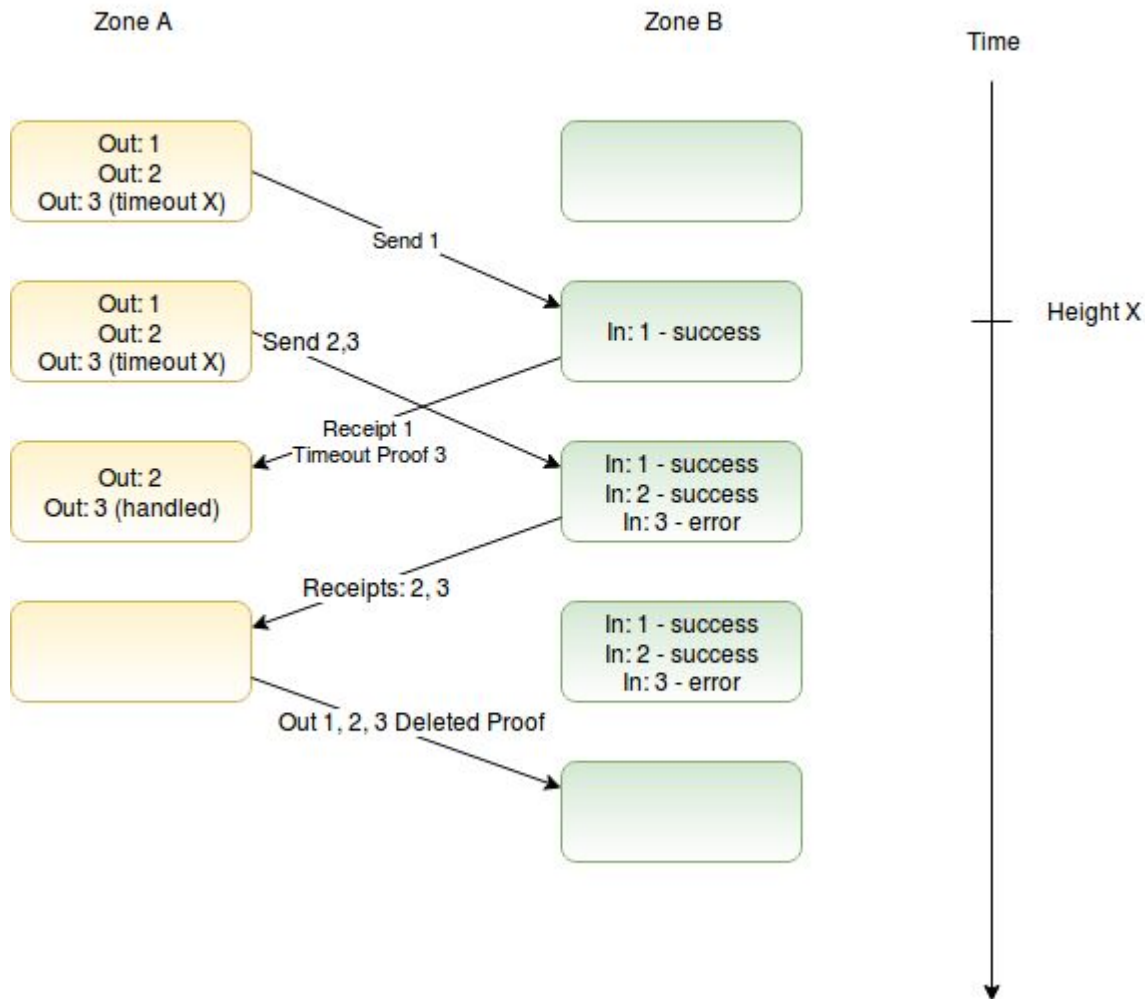 Zone A
Zone B
Time
Out: 1
Out: 2
Out: 3 (timeout X)
Send 1
Out: 1
Out: 2
Out: 3 (timeout X)
Send 2,3
In: 1 - success
Height X
Receipt 1
Timeout Proof 3
Out: 2
Out: 3 (handled)
In: 1 - success
In: 2 - success
In: 3 - error
Receipts: 2, 3
In: 1 - success
In: 2 - success
In: 3 - error
Out 1, 2, 3 Deleted Proof